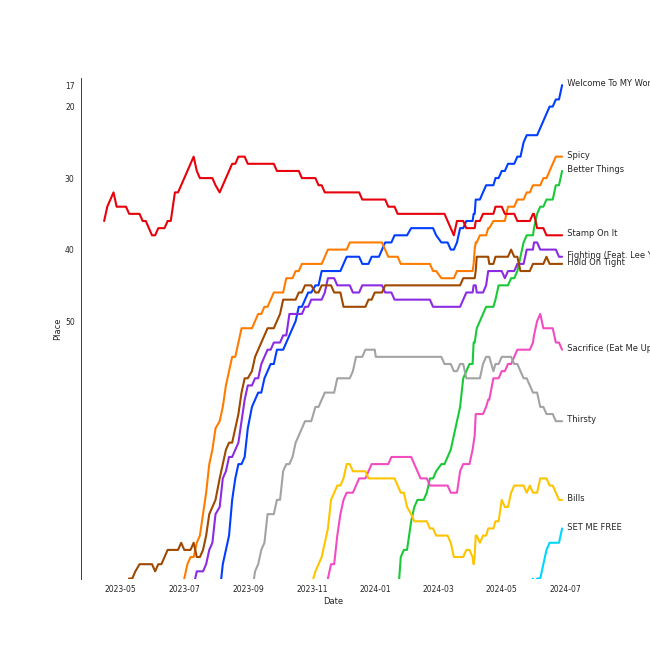 17
Welcome To MY Wor
20
Spicy
Better Things
30
Stamp On It
40
Fighting (Feat. Lee Y
Hold On Tight
50
Place
Sacrifice (Eat Me Up
Thirsty
Bills
SET ME FREE
2023-05 2023-07 2023-09 2023-11 2024-01 2024-03 2024-05 2024-07
Date